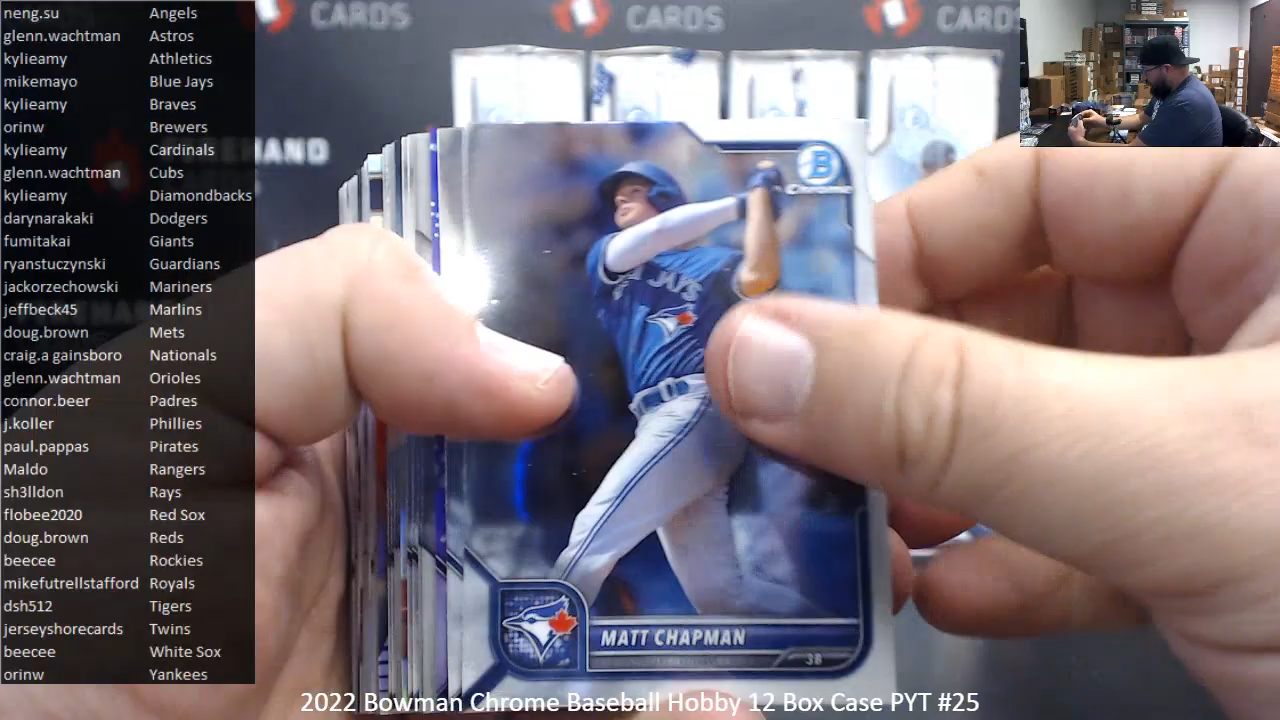 neng.su Angels
glenn.wachtman Astros
kylieamy Athletics
mikemayo Blue Jays
kylieamy Braves
orinw Brewers
kylieamy Cardinals
glenn.wachtman Cubs
kylieamy Diamondbacks
darynarakaki Dodgers
fumitakai Giants
ryanstuczynski Guardians
jackorzechowski Mariners
jeffbeck45 Marlins
doug.brown Mets
craig.a gainsboro Nationals
glenn.wachtman Orioles
connor.beer Padres
j.koller Phillies
paul.pappas Pirates
Maldo Rangers
sh3lldon Rays
flobee2020 Red Sox
doug.brown Reds
beecee Rockies
mikefutrellstafford Royals
dsh512 Tigers
jerseyshorecards Twins
beecee White Sox
orinw Yankees
CARDS
CARDS
CARDS
B
Chrome
JAYS
MATT CHAPMAN
3B
2022 Bowman Chrome Baseball Hobby 12 Box Case PYT #25